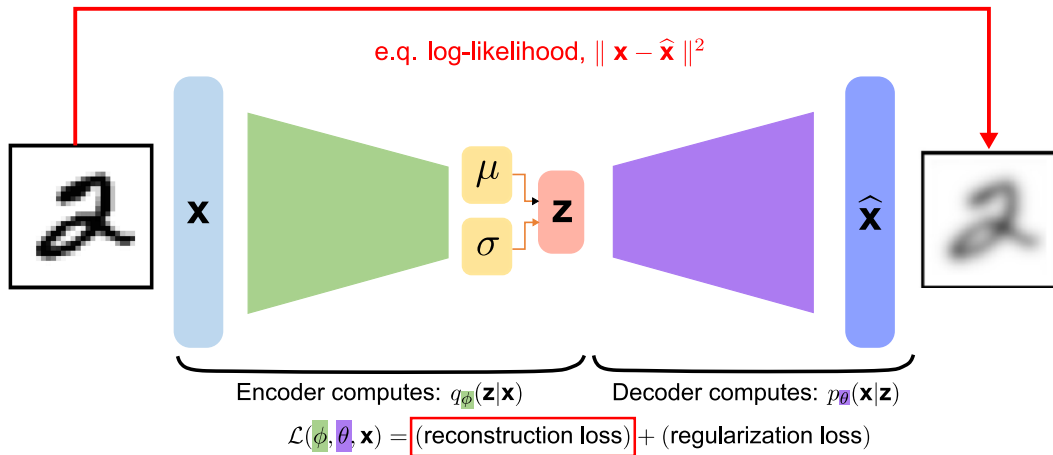 e.q. log-likelihood, ‖ x − x̂ ‖²
x
μ
σ
z
x̂
Encoder computes: q_ϕ(z|x)
Decoder computes: p_θ(x|z)
ℒ(ϕ, θ, x) = (reconstruction loss) + (regularization loss)